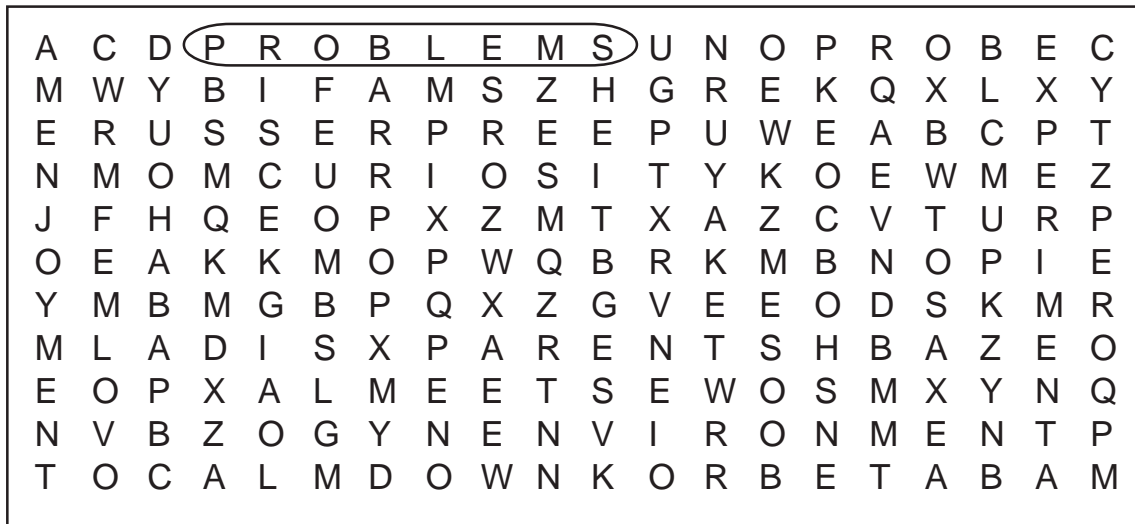 A C D P R O B L E M S U N O P R O B E C
M W Y B I F A M S Z H G R E K Q X L X Y
E R U S S E R P R E E P U W E A B C P T
N M O M C U R I O S I T Y K O E W M E Z
J F H Q E O P X Z M T X A Z C V T U R P
O E A K K M O P W Q B R K M B N O P I E
Y M B M G B P Q X Z G V E E O D S K M R
M L A D I S X P A R E N T S H B A Z E O
E O P X A L M E E T S E W O S M X Y N Q
N V B Z O G Y N E N V I R O N M E N T P
T O C A L M D O W N K O R B E T A B A M